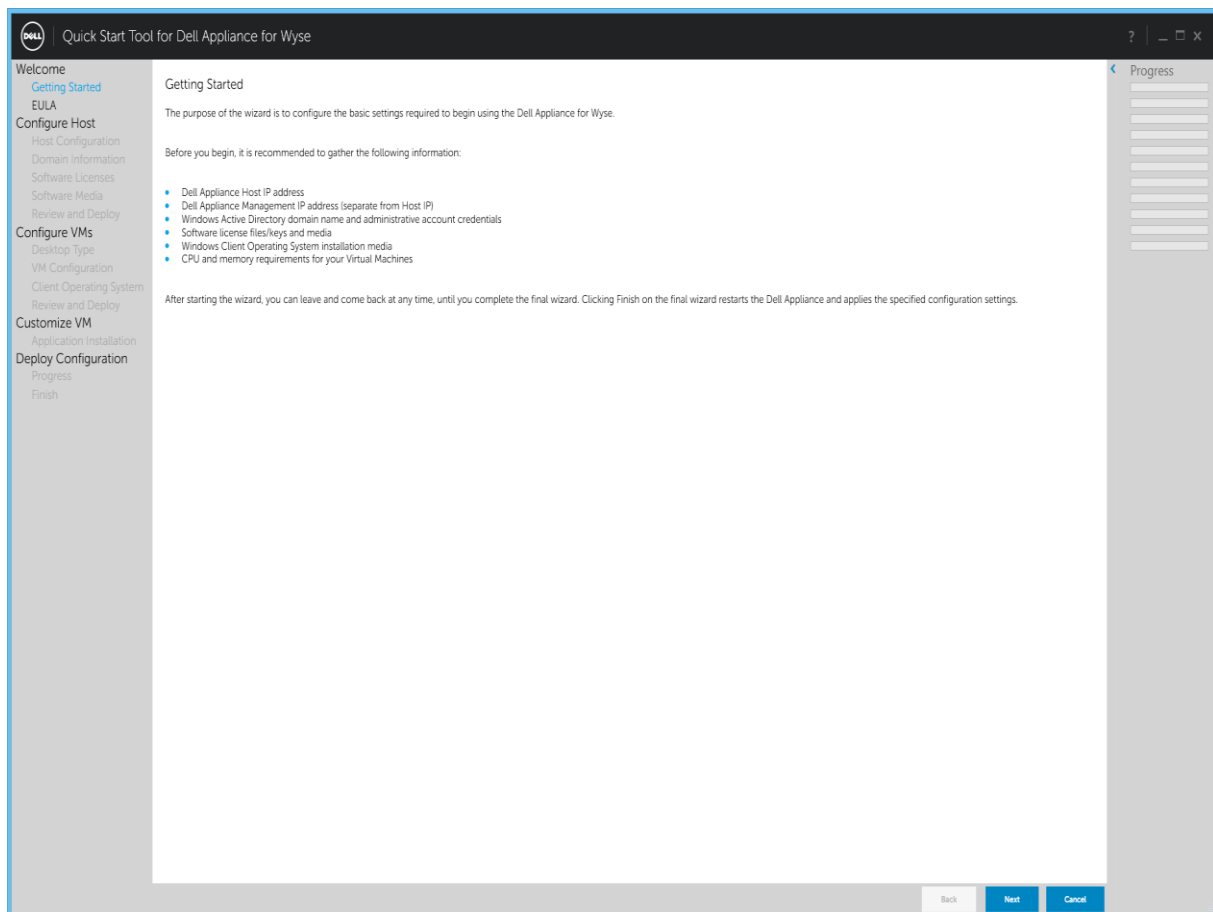 DELL
Quick Start Tool for Dell Appliance for Wyse
?
Welcome
Getting Started
EULA
Configure Host
Host Configuration
Domain Information
Software Licenses
Software Media
Review and Deploy
Configure VMs
Desktop Type
VM Configuration
Client Operating System
Review and Deploy
Customize VM
Application Installation
Deploy Configuration
Progress
Finish
Getting Started
The purpose of the wizard is to configure the basic settings required to begin using the Dell Appliance for Wyse.
Before you begin, it is recommended to gather the following information:
• Dell Appliance Host IP address
• Dell Appliance Management IP address (separate from Host IP)
• Windows Active Directory domain name and administrative account credentials
• Software license files/keys and media
• Windows Client Operating System installation media
• CPU and memory requirements for your Virtual Machines
After starting the wizard, you can leave and come back at any time, until you complete the final wizard. Clicking Finish on the final wizard restarts the Dell Appliance and applies the specified configuration settings.
Progress
Back
Next
Cancel